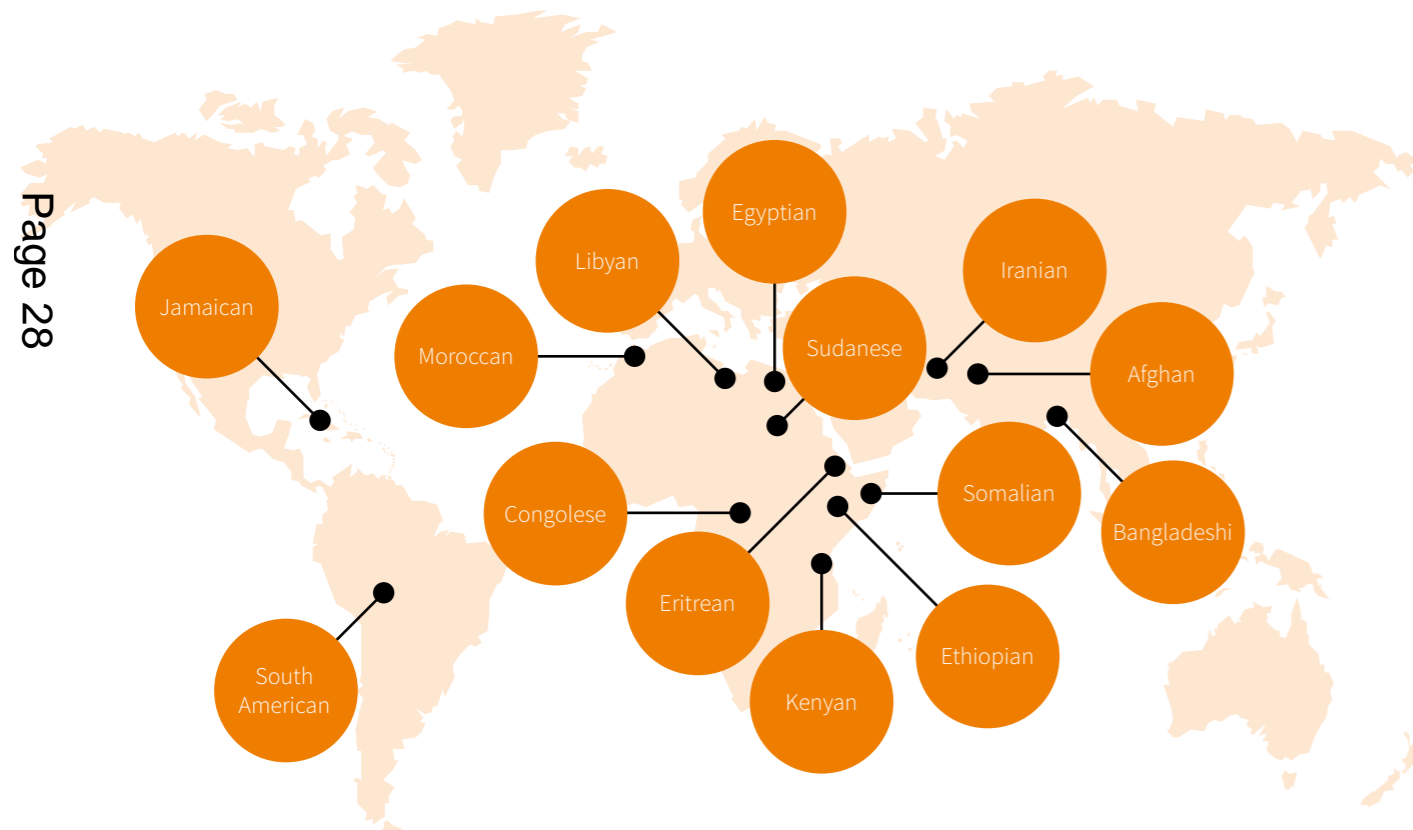 Page 28
Egyptian
Libyan
Iranian
Jamaican
Sudanese
Moroccan
Afghan
Somalian
Congolese
Bangladeshi
Eritrean
Ethiopian
South
American
Kenyan